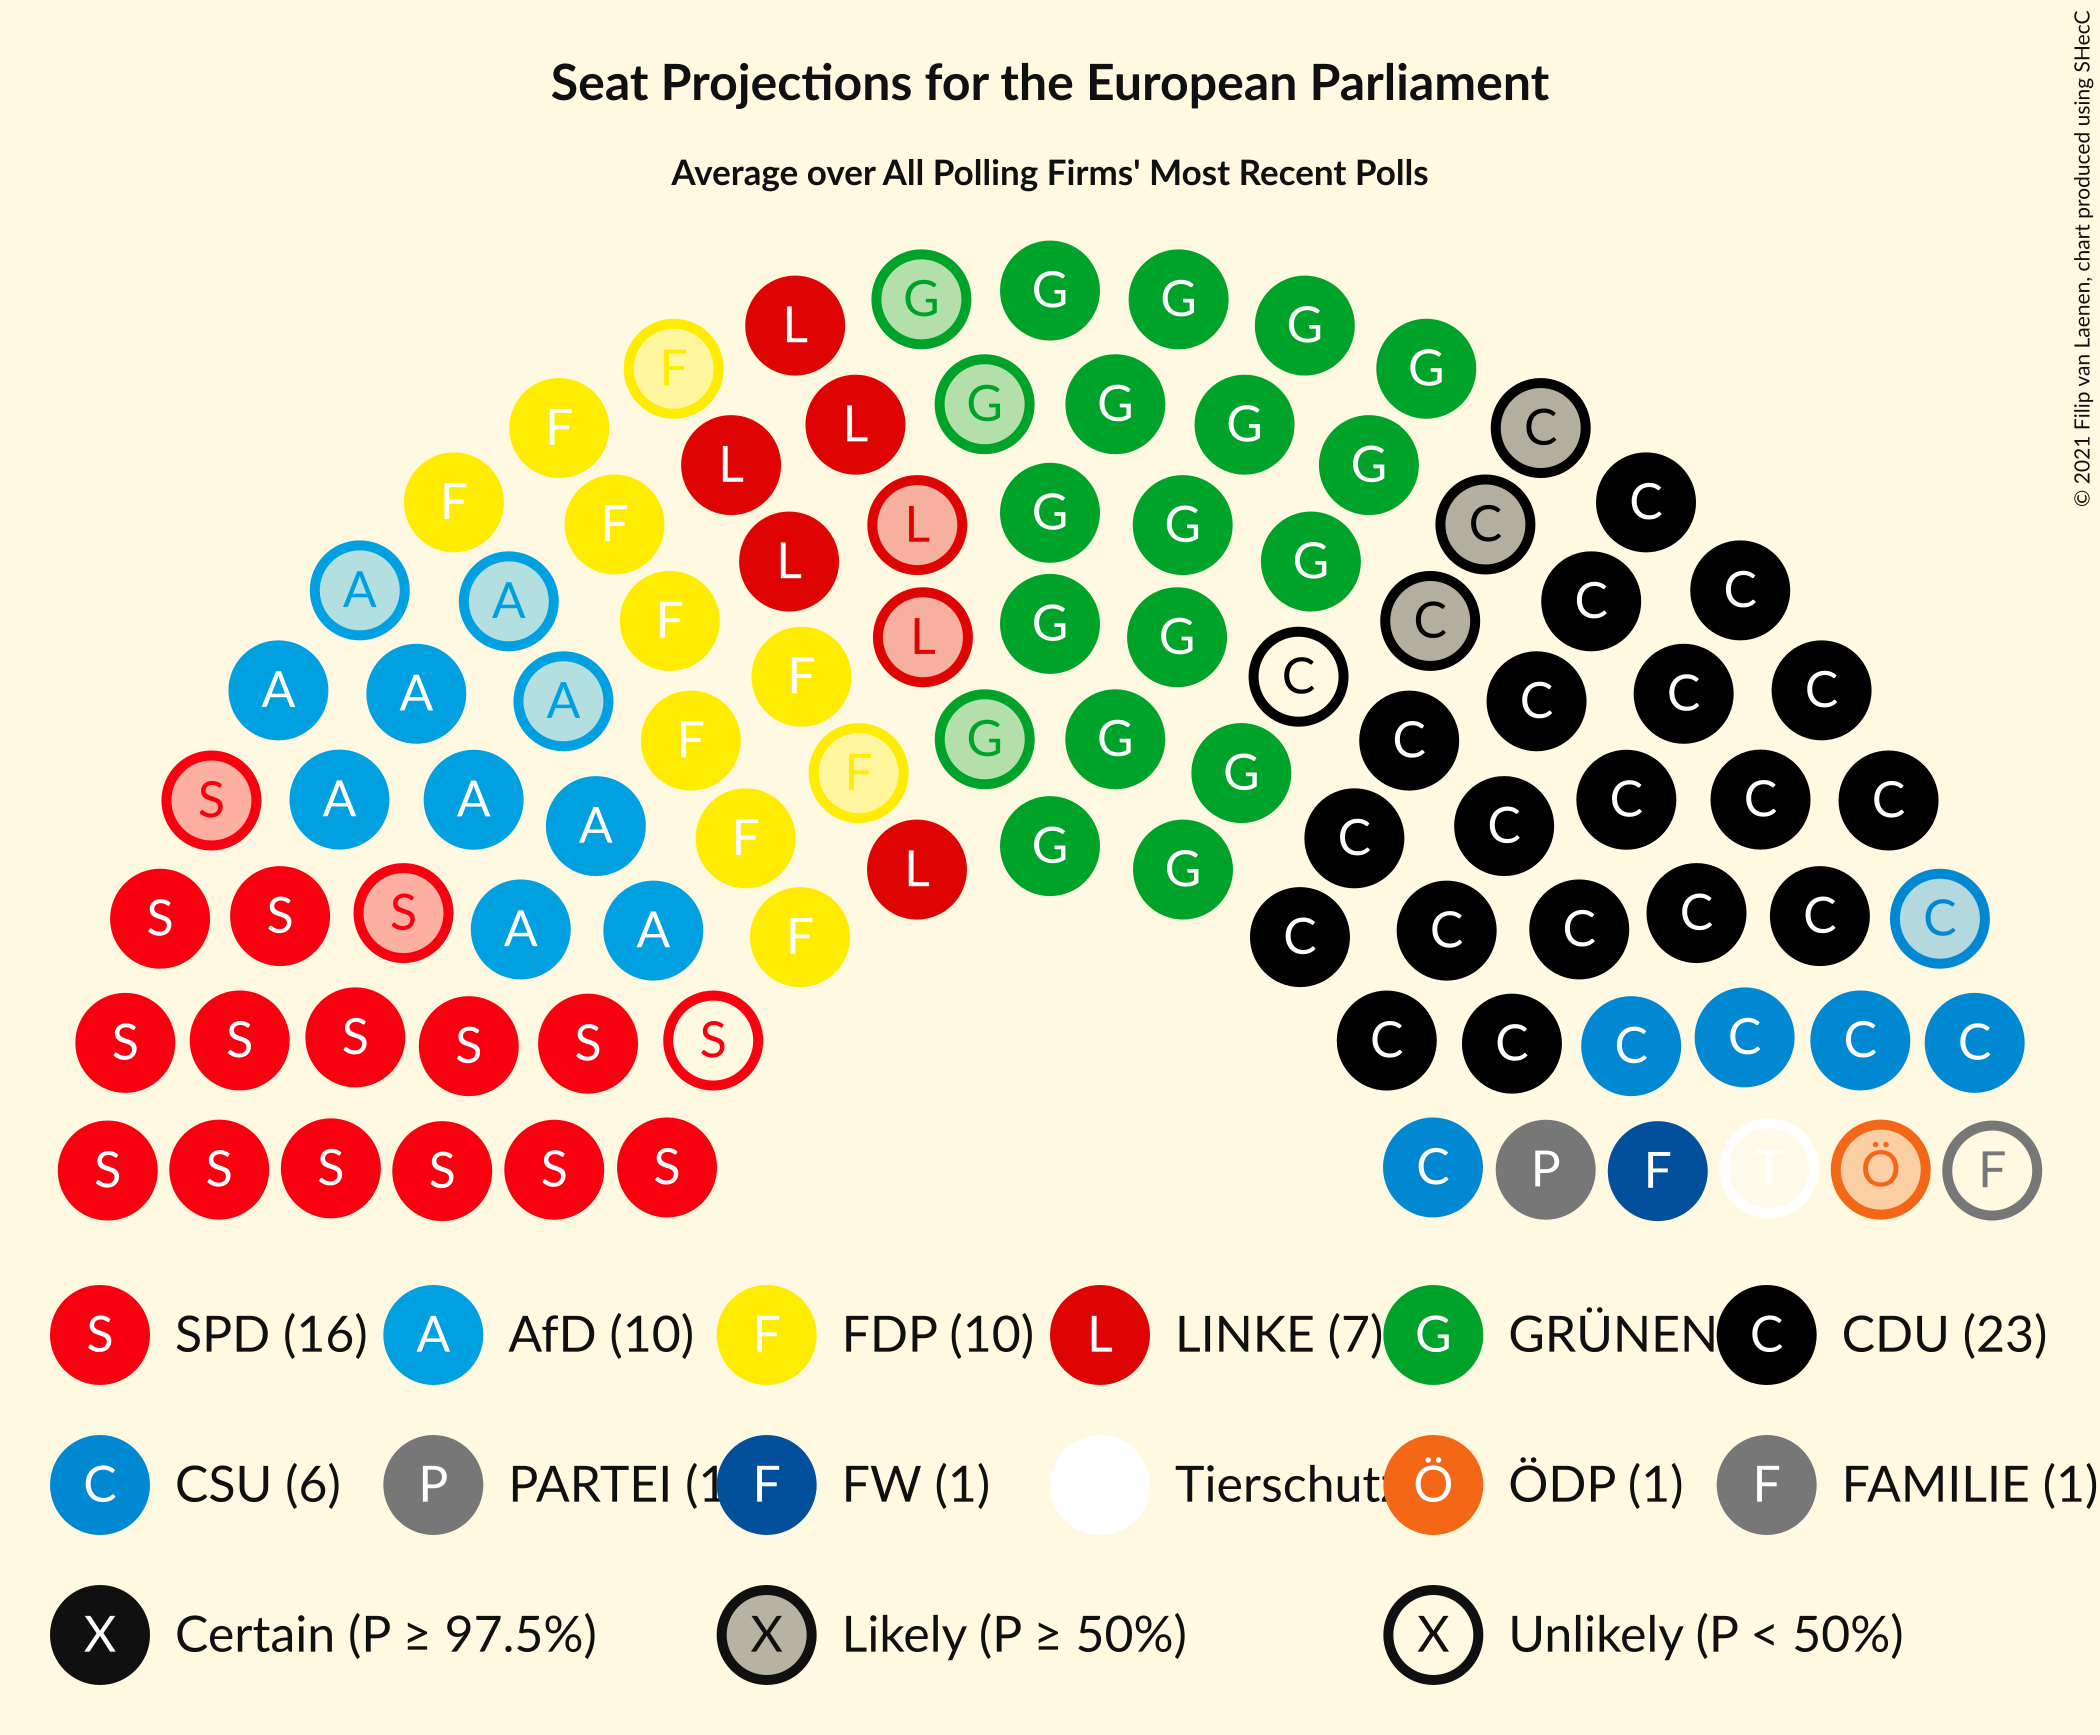 Seat Projections for the European Parliament
Average over All Polling Firms' Most Recent Polls
© 2021 Filip van Laenen, chart produced using SHecC
G G G G
L L
F G G G G
F L L G C
F F L G G G C C
A A F L G G C C C
A A A F F C C C C
S A A A F F G G G C C C C C
S S S A A F L G G C C C C C C
S S S S S S C C C C C C
S S S S S S C P F T Ö F
S SPD (16) A AfD (10) F FDP (10) L LINKE (7) G GRÜNEN C CDU (23)
C CSU (6) P PARTEI (1 F FW (1) Tierschutz Ö ÖDP (1) F FAMILIE (1)
X Certain (P ≥ 97.5%) X Likely (P ≥ 50%) X Unlikely (P < 50%)